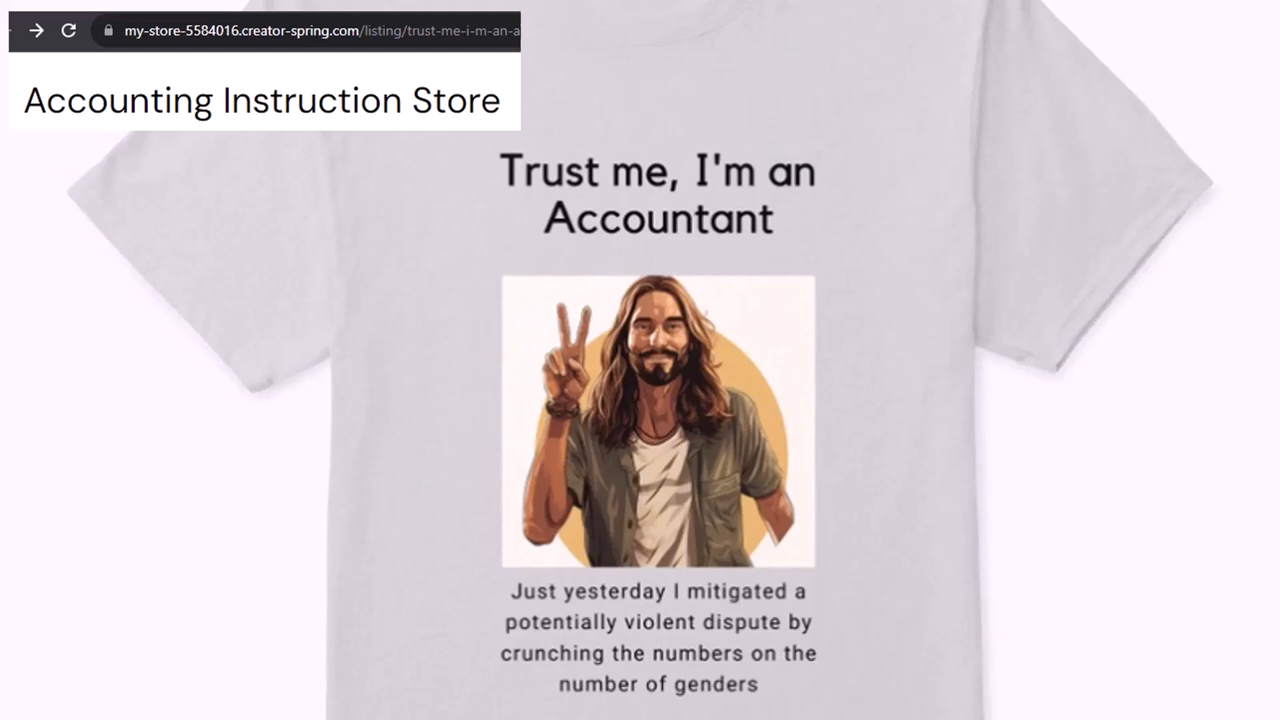 my-store-5584016.creator-spring.com/listing/trust-me-i-m-an-a
Accounting Instruction Store
Trust me, I'm an
Accountant
Just yesterday I mitigated a
potentially violent dispute by
crunching the numbers on the
number of genders